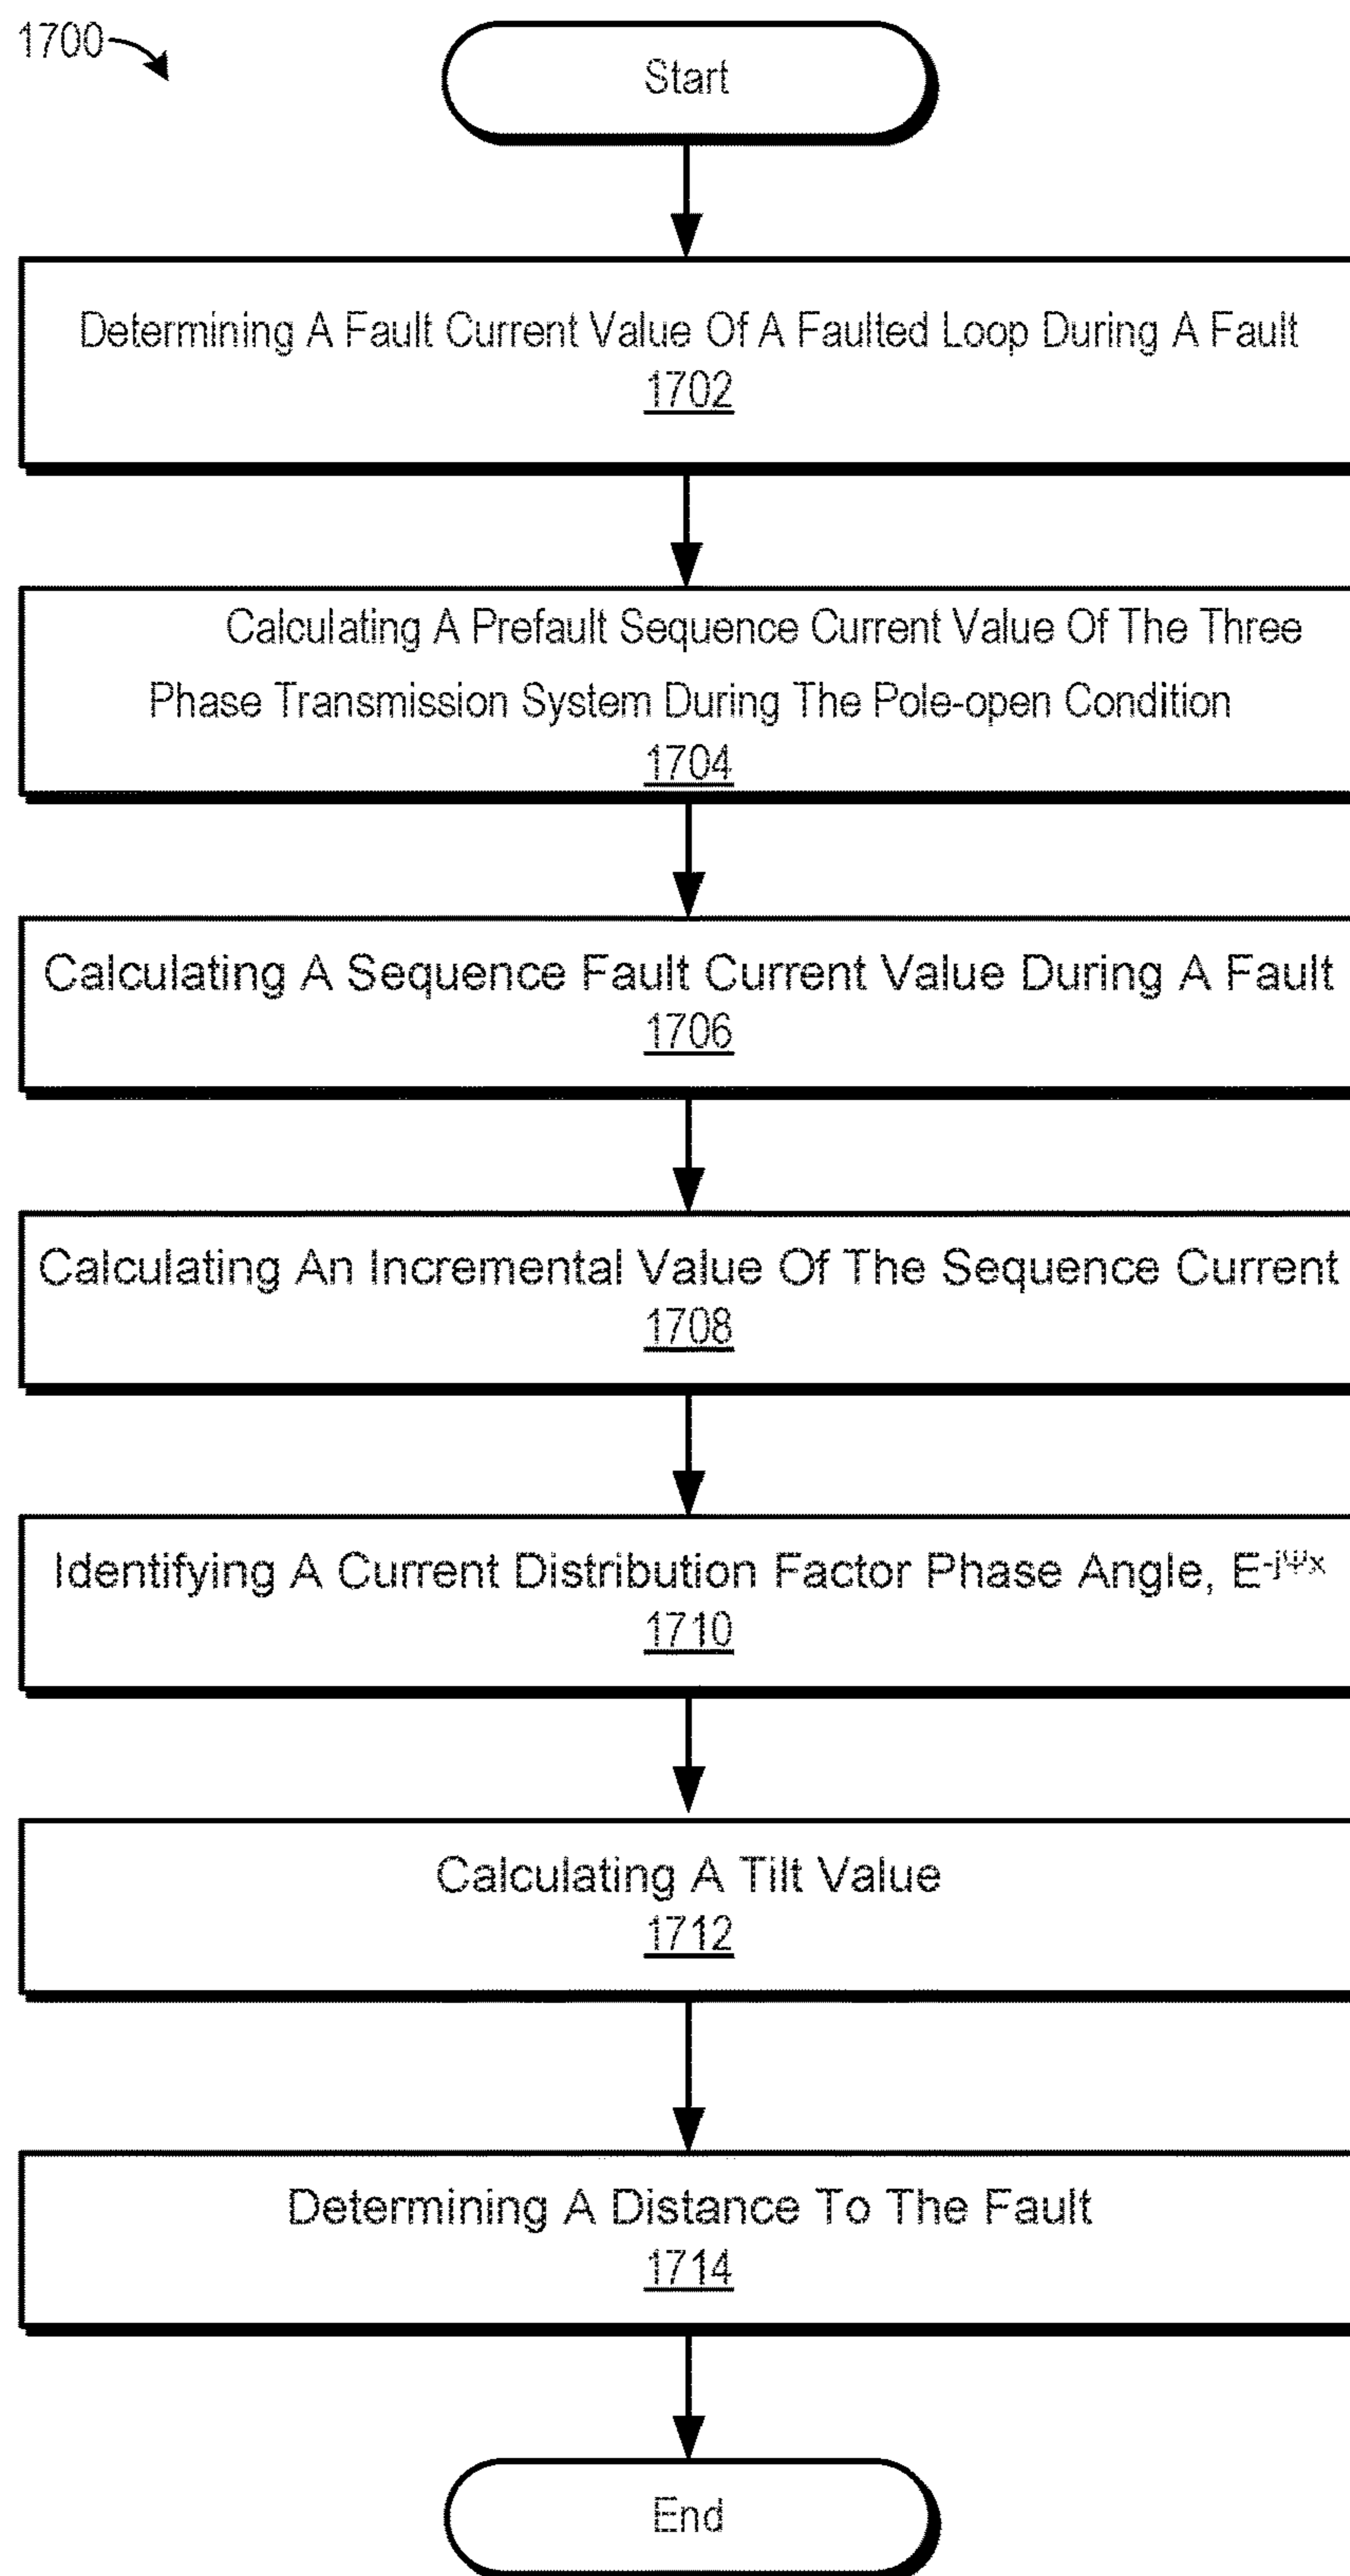 1700
Start
Determining A Fault Current Value Of A Faulted Loop During A Fault
1702
Calculating A Prefault Sequence Current Value Of The Three
Phase Transmission System During The Pole-open Condition
1704
Calculating A Sequence Fault Current Value During A Fault
1706
Calculating An Incremental Value Of The Sequence Current
1708
Identifying A Current Distribution Factor Phase Angle, E^-jΨx
1710
Calculating A Tilt Value
1712
Determining A Distance To The Fault
1714
End